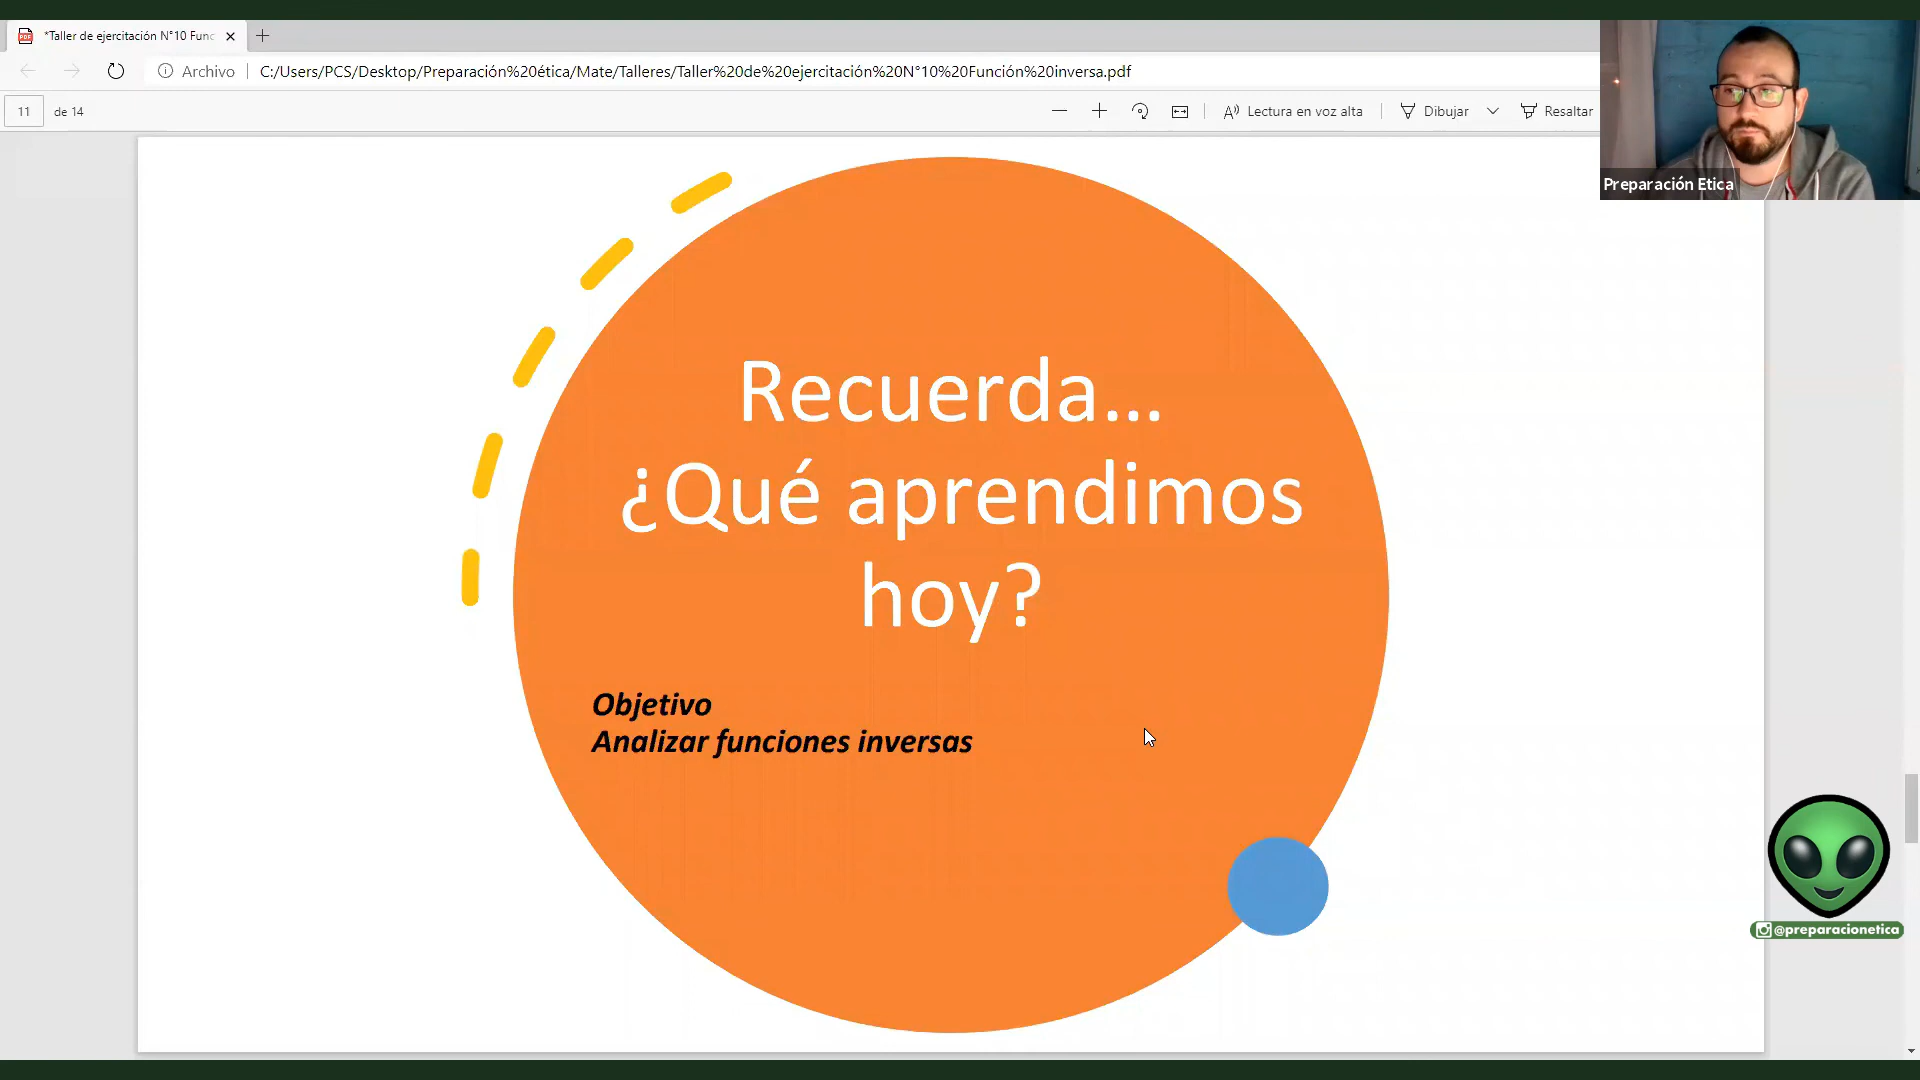 *Taller de ejercitación N°10 Func
Archivo
C:/Users/PCS/Desktop/Preparación%20ética/Mate/Talleres/Taller%20de%20ejercitación%20N°10%20Función%20inversa.pdf
11 de 14
Lectura en voz alta
Dibujar
Resaltar
Preparación Etica
Recuerda...
¿Qué aprendimos
hoy?
Objetivo
Analizar funciones inversas
@preparacionetica